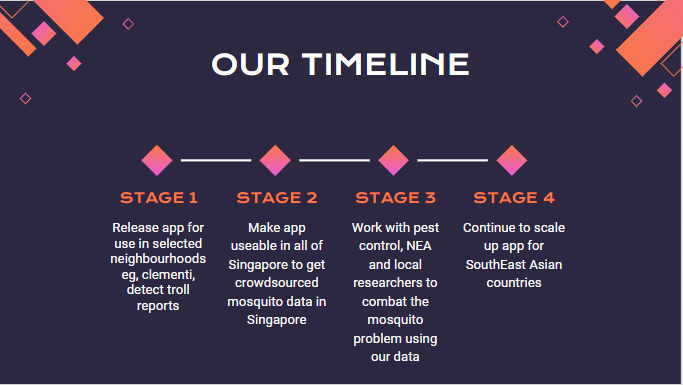 OUR TIMELINE
STAGE 1
Release app for
use in selected
neighbourhoods
eg, clementi,
detect troll
reports
STAGE 2
Make app
useable in all of
Singapore to get
crowdsourced
mosquito data in
Singapore
STAGE 3
Work with pest
control, NEA
and local
researchers to
combat the
mosquito
problem using
our data
STAGE 4
Continue to scale
up app for
SouthEast Asian
countries